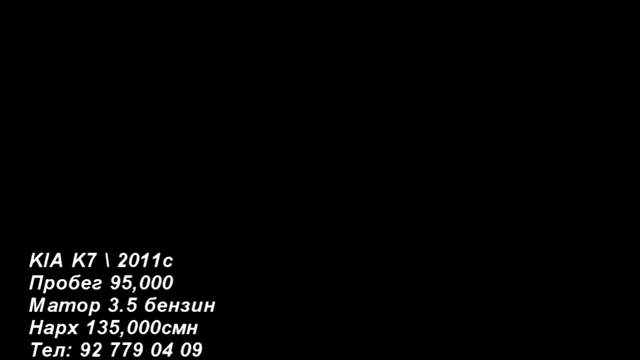 KIA K7 \ 2011с
Пробег 95,000
Матор 3.5 бензин
Нарх 135,000смн
Тел: 92 779 04 09